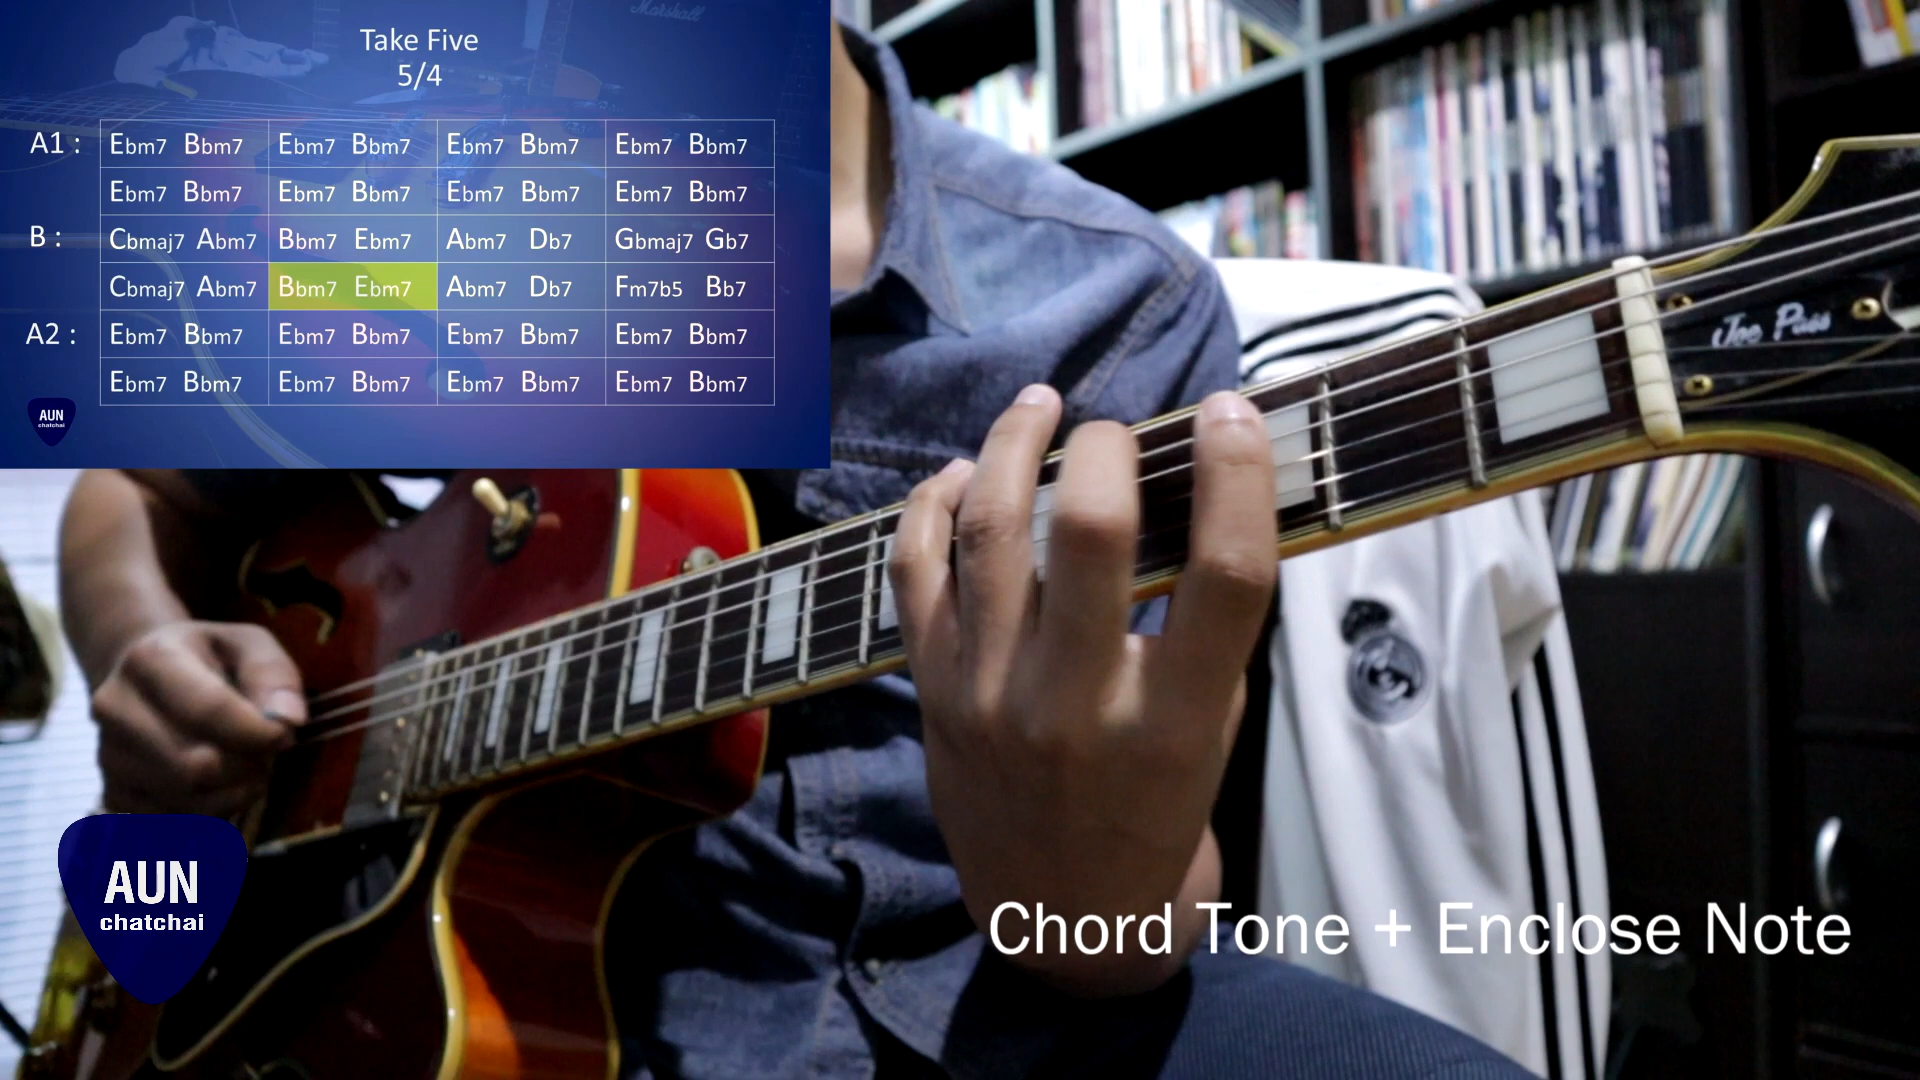 Marshall
Take Five
5/4
A1 : Ebm7 Bbm7 Ebm7 Bbm7 Ebm7 Bbm7 Ebm7 Bbm7
Ebm7 Bbm7 Ebm7 Bbm7 Ebm7 Bbm7 Ebm7 Bbm7
B : Cbmaj7 Abm7 Bbm7 Ebm7 Abm7 Db7 Gbmaj7 Gb7
Cbmaj7 Abm7 Bbm7 Ebm7 Abm7 Db7 Fm7b5 Bb7
A2 : Ebm7 Bbm7 Ebm7 Bbm7 Ebm7 Bbm7 Ebm7 Bbm7
Ebm7 Bbm7 Ebm7 Bbm7 Ebm7 Bbm7 Ebm7 Bbm7
AUN
chatchai
Joe Pass
AUN
chatchai
Chord Tone + Enclose Note